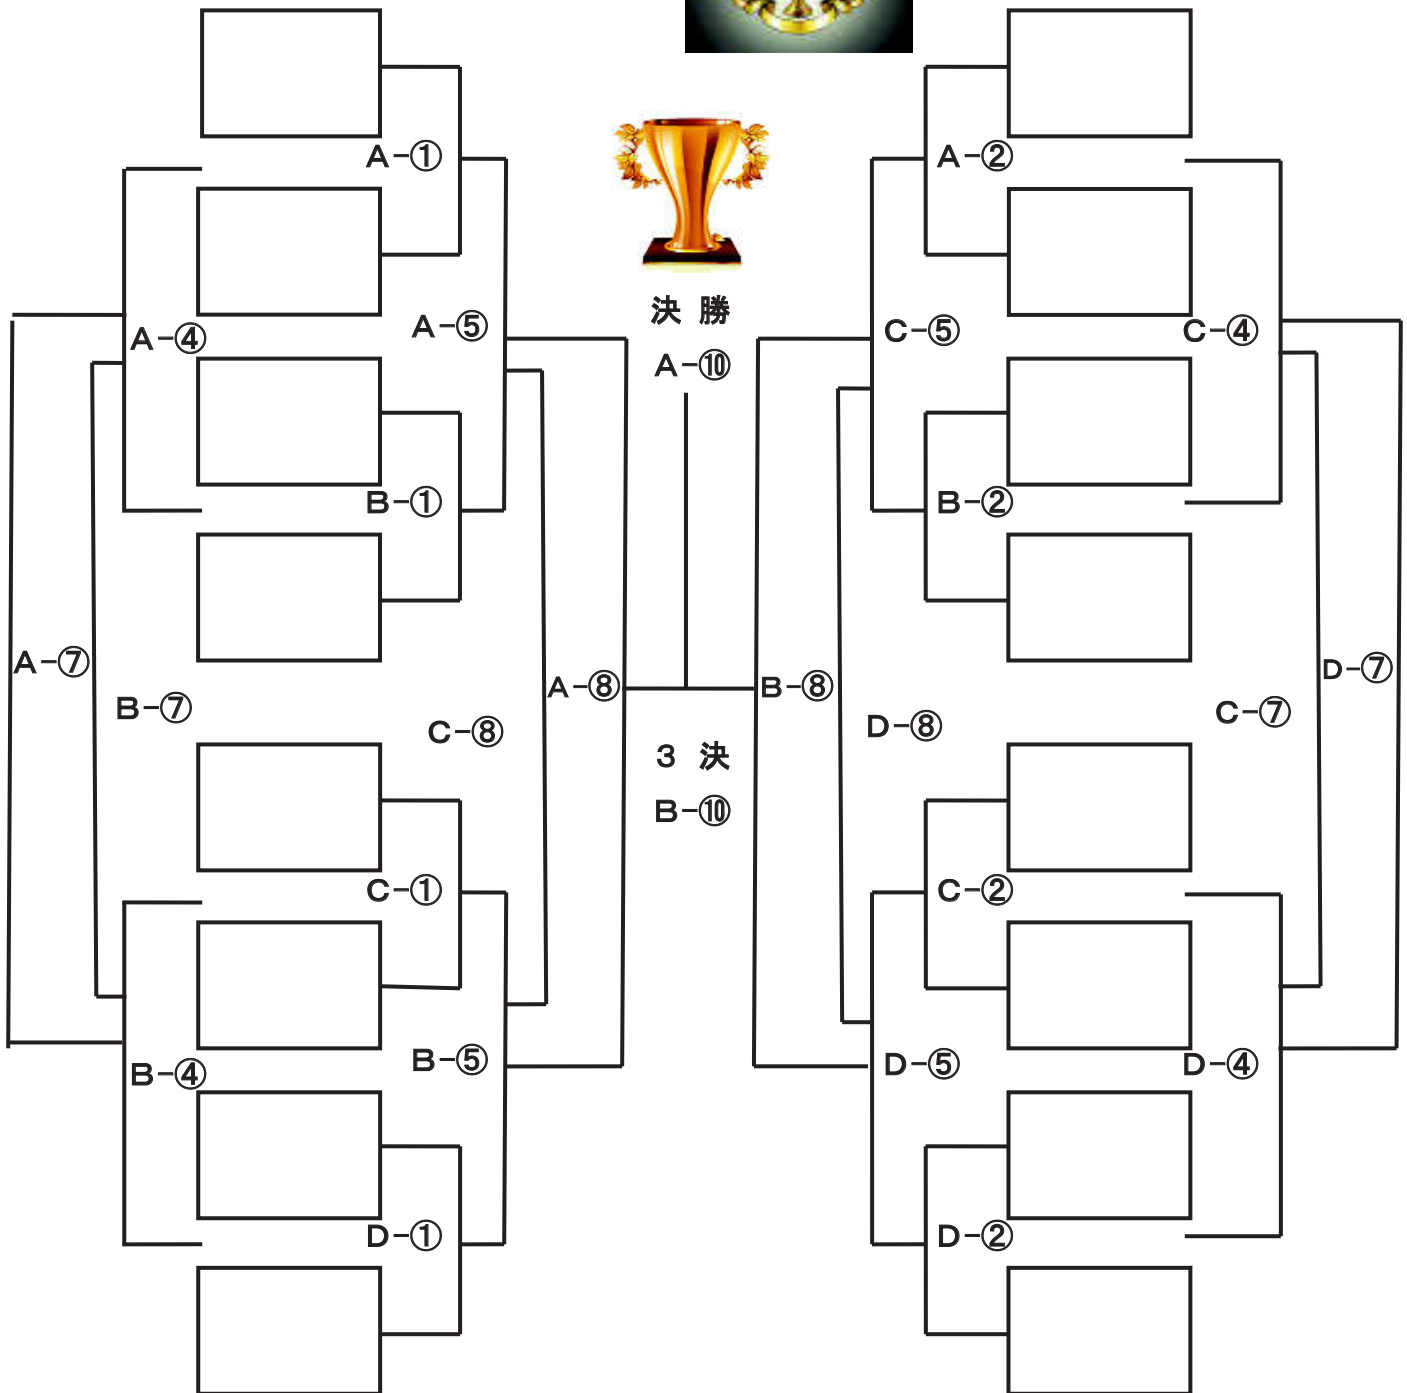 A-①
A-②
A-④
A-⑤
決 勝
A-⑩
C-⑤
C-④
B-①
B-②
A-⑦
B-⑦
C-⑧
A-⑧
B-⑧
D-⑧
C-⑦
D-⑦
3 決
B-⑩
C-①
C-②
B-④
B-⑤
D-⑤
D-④
D-①
D-②